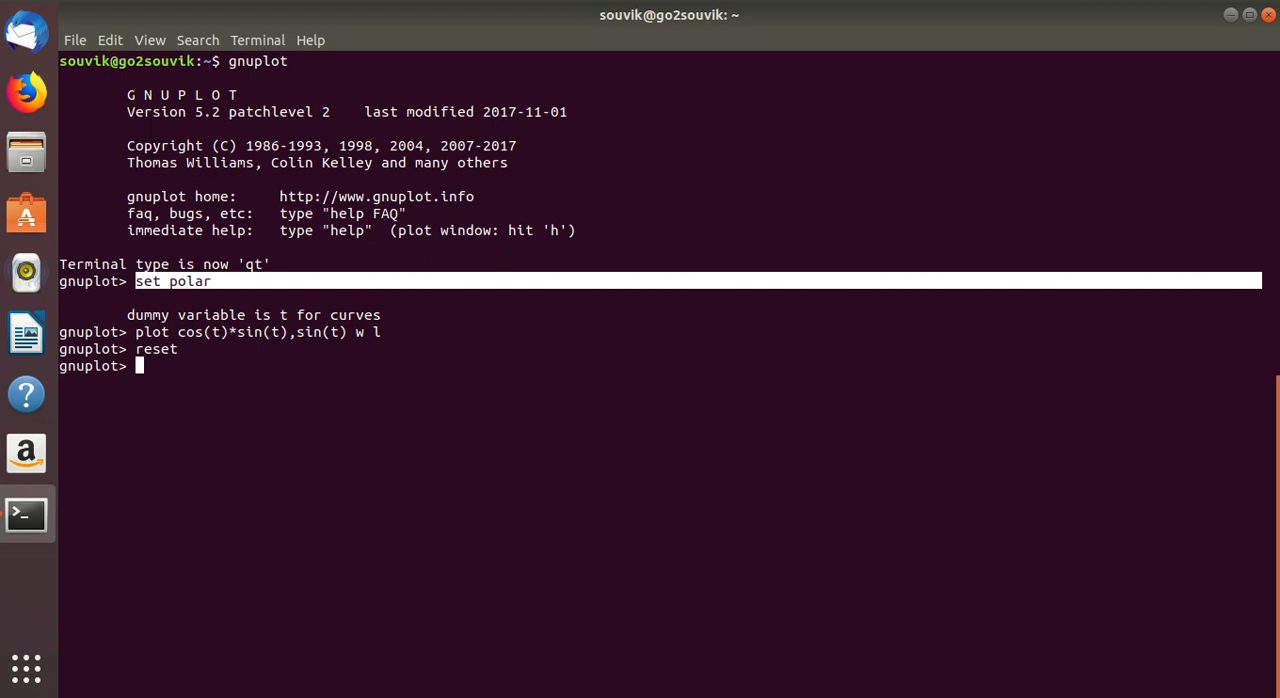 souvik@go2souvik: ~
File Edit View Search Terminal Help
souvik@go2souvik:~$ gnuplot
G N U P L O T
Version 5.2 patchlevel 2    last modified 2017-11-01
Copyright (C) 1986-1993, 1998, 2004, 2007-2017
Thomas Williams, Colin Kelley and many others
gnuplot home:     http://www.gnuplot.info
faq, bugs, etc:   type "help FAQ"
immediate help:   type "help"  (plot window: hit 'h')
Terminal type is now 'qt'
gnuplot> set polar
dummy variable is t for curves
gnuplot> plot cos(t)*sin(t),sin(t) w l
gnuplot> reset
gnuplot>